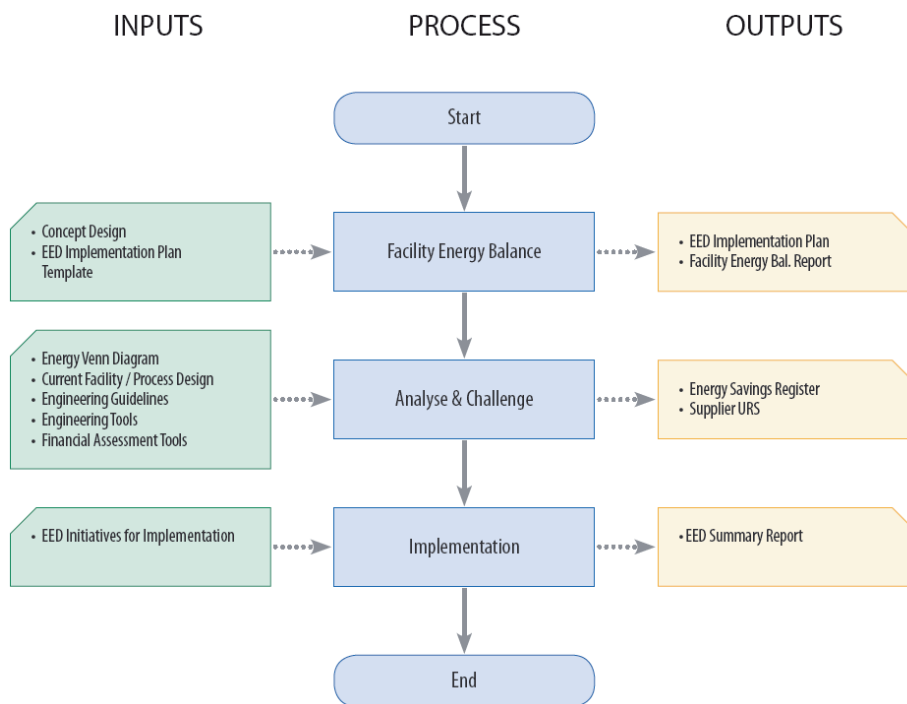 INPUTS
PROCESS
OUTPUTS
Start
• Concept Design
• EED Implementation Plan
Template
Facility Energy Balance
• EED Implementation Plan
• Facility Energy Bal. Report
• Energy Venn Diagram
• Current Facility / Process Design
• Engineering Guidelines
• Engineering Tools
• Financial Assessment Tools
Analyse & Challenge
• Energy Savings Register
• Supplier URS
• EED Initiatives for Implementation
Implementation
•EED Summary Report
End